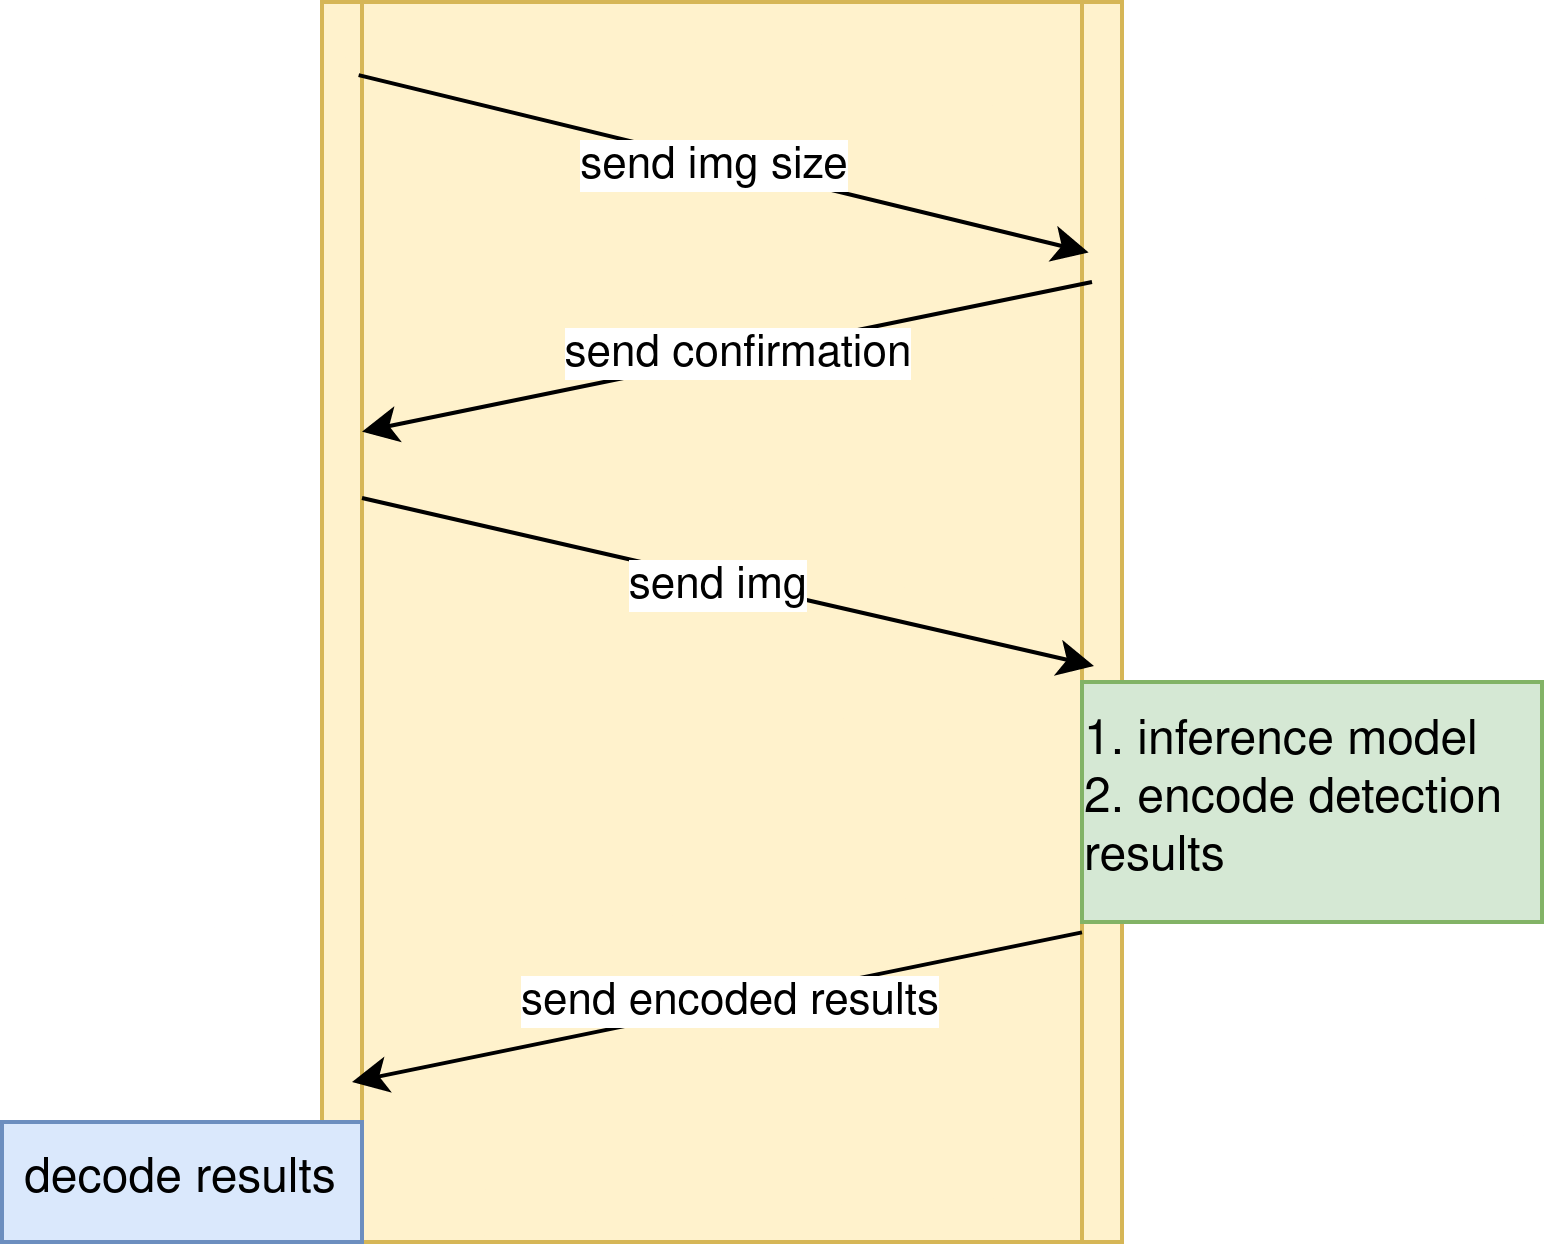 send img size
send confirmation
send img
1. inference model
2. encode detection
results
send encoded results
decode results